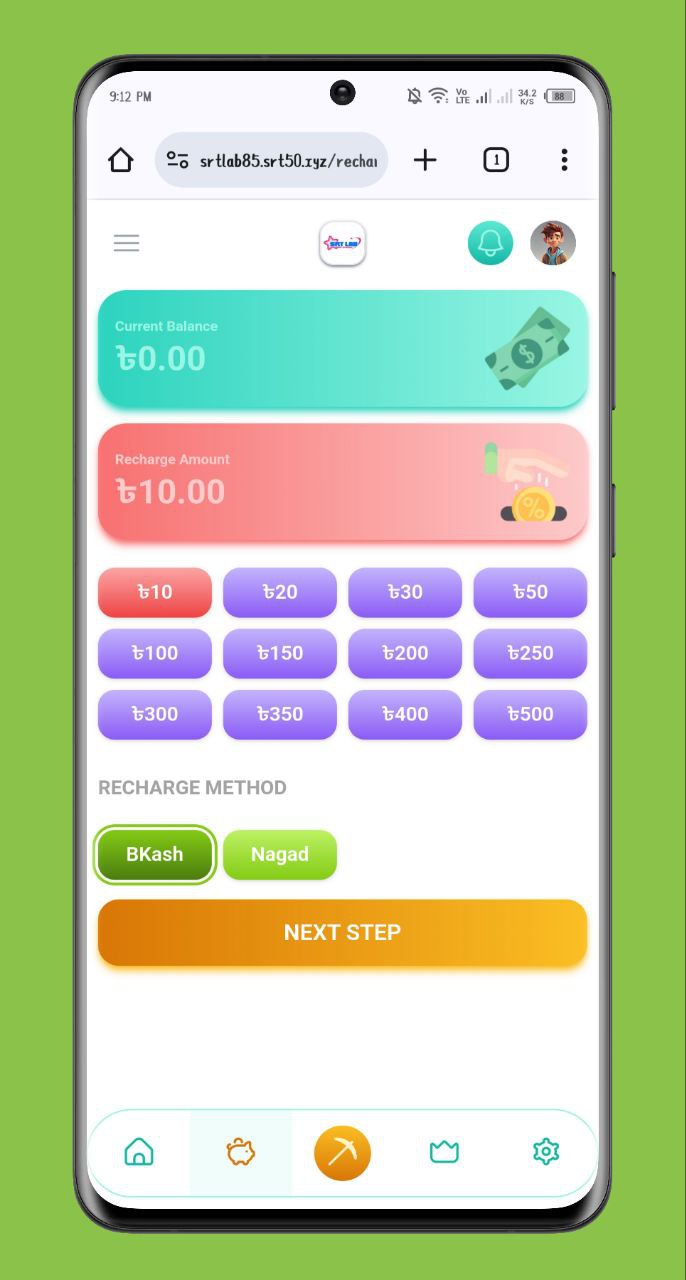 9:12 PM
Vo
LTE
34.2
K/S
88
srtlab85.srt50.xyz/rechar
1
SRT LAB
Current Balance
৳0.00
Recharge Amount
৳10.00
৳10 ৳20 ৳30 ৳50
৳100 ৳150 ৳200 ৳250
৳300 ৳350 ৳400 ৳500
RECHARGE METHOD
BKash Nagad
NEXT STEP